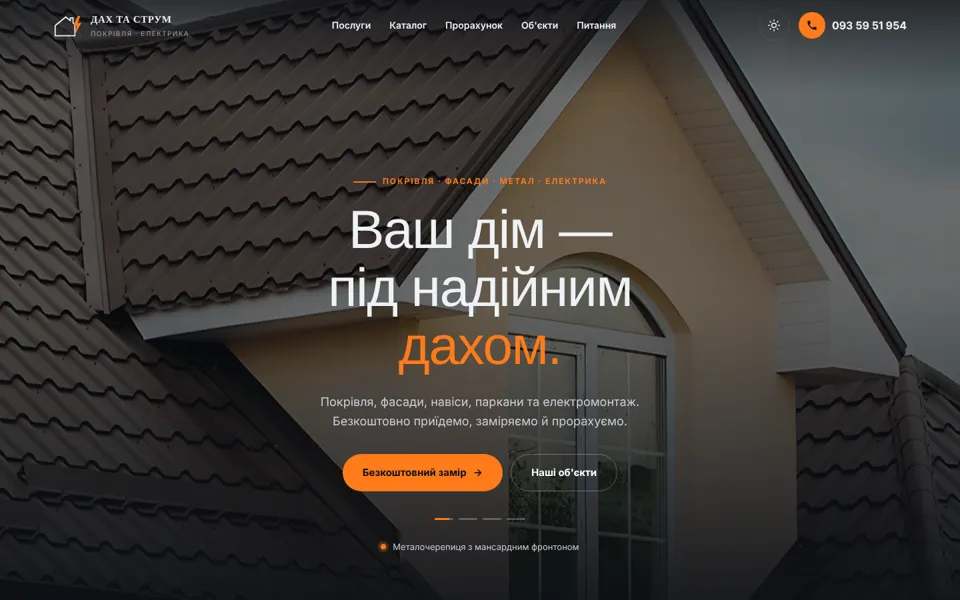 ДАХ ТА СТРУМ
ПОКРІВЛЯ · ЕЛЕКТРИКА
Послуги Каталог Прорахунок Об'єкти Питання
093 59 51 954
ПОКРІВЛЯ · ФАСАДИ · МЕТАЛ · ЕЛЕКТРИКА
Ваш дім —
під надійним
дахом.
Покрівля, фасади, навіси, паркани та електромонтаж.
Безкоштовно приїдемо, заміряємо й прорахуємо.
Безкоштовний замір →
Наші об'єкти
Металочерепиця з мансардним фронтоном